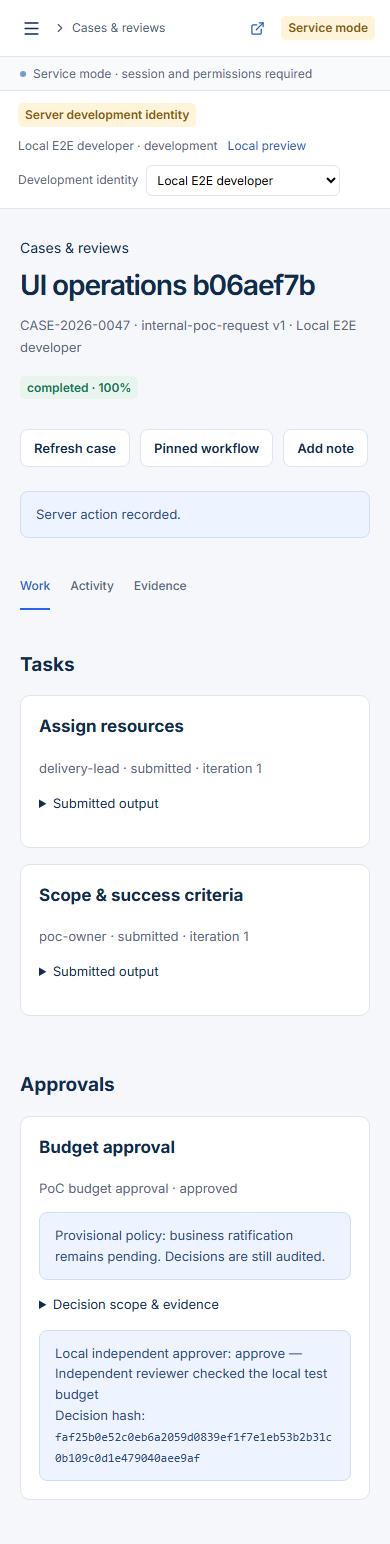 Cases & reviews
Service mode
Service mode · session and permissions required
Server development identity
Local E2E developer · development Local preview
Development identity Local E2E developer
Cases & reviews
UI operations b06aef7b
CASE-2026-0047 · internal-poc-request v1 · Local E2E
developer
completed · 100%
Refresh case Pinned workflow Add note
Server action recorded.
Work Activity Evidence
Tasks
Assign resources
delivery-lead · submitted · iteration 1
Submitted output
Scope & success criteria
poc-owner · submitted · iteration 1
Submitted output
Approvals
Budget approval
PoC budget approval · approved
Provisional policy: business ratification
remains pending. Decisions are still audited.
Decision scope & evidence
Local independent approver: approve —
Independent reviewer checked the local test
budget
Decision hash:
faf25b0e52c0eb6a2059d0839ef1f7e1eb53b2b31c
0b109c0d1e479040aee9af